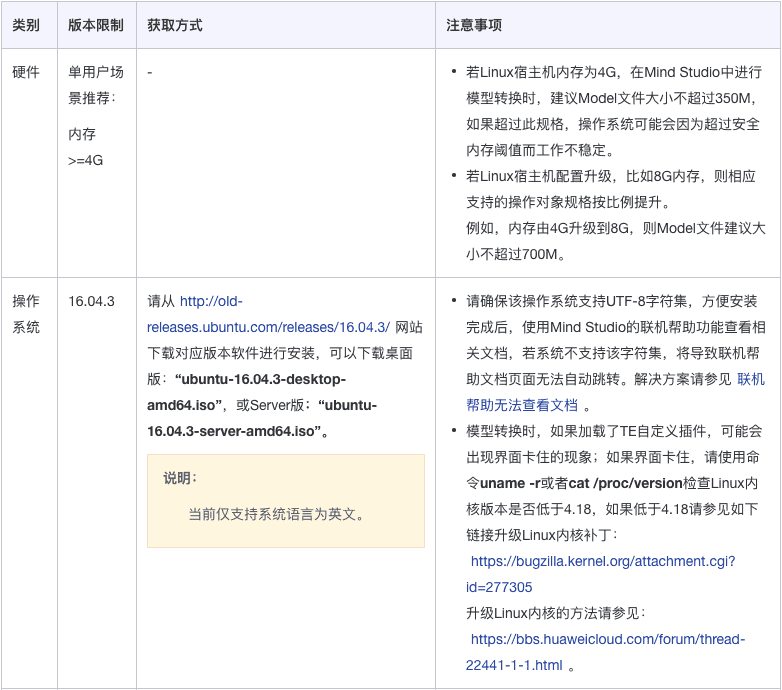 类别
版本限制
获取方式
注意事项
硬件
单用户场
景推荐：
内存
>=4G
-
• 若Linux宿主机内存为4G，在Mind Studio中进行
模型转换时，建议Model文件大小不超过350M，
如果超过此规格，操作系统可能会因为超过安全
内存阈值而工作不稳定。
• 若Linux宿主机配置升级，比如8G内存，则相应
支持的操作对象规格按比例提升。
例如，内存由4G升级到8G，则Model文件建议大
小不超过700M。
操作
系统
16.04.3
请从 http://old-
releases.ubuntu.com/releases/16.04.3/ 网站
下载对应版本软件进行安装，可以下载桌面
版：“ubuntu-16.04.3-desktop-
amd64.iso”，或Server版：“ubuntu-
16.04.3-server-amd64.iso”。
说明：
当前仅支持系统语言为英文。
• 请确保该操作系统支持UTF-8字符集，方便安装
完成后，使用Mind Studio的联机帮助功能查看相
关文档，若系统不支持该字符集，将导致联机帮
助文档页面无法自动跳转。解决方案请参见 联机
帮助无法查看文档 。
• 模型转换时，如果加载了TE自定义插件，可能会
出现界面卡住的现象；如果界面卡住，请使用命
令uname -r或者cat /proc/version检查Linux内
核版本是否低于4.18，如果低于4.18请参见如下
链接升级Linux内核补丁：
https://bugzilla.kernel.org/attachment.cgi?
id=277305
升级Linux内核的方法请参见：
https://bbs.huaweicloud.com/forum/thread-
22441-1-1.html 。